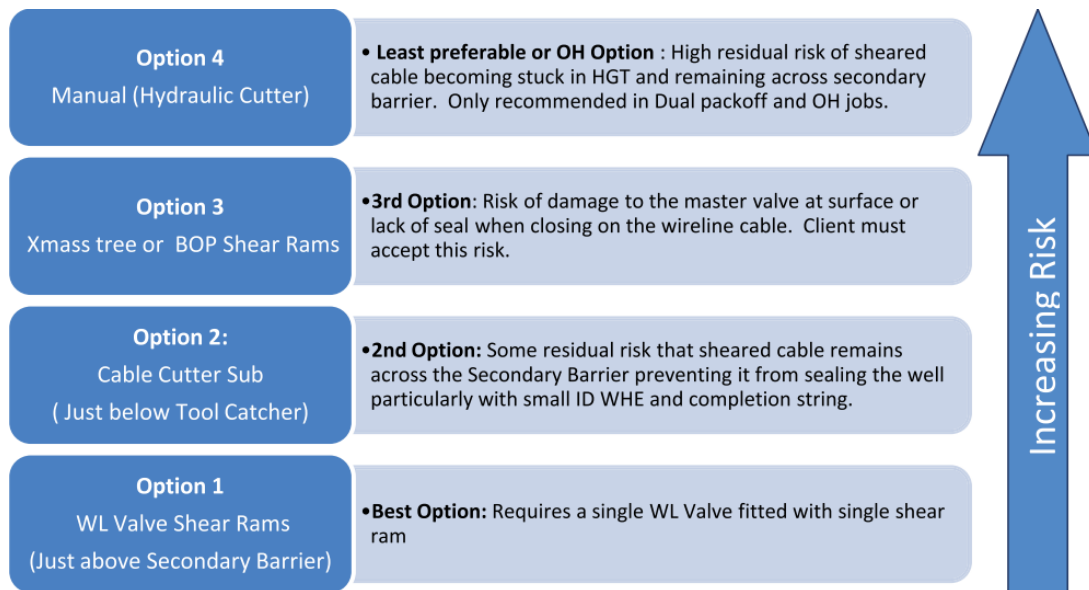 Option 4
Manual (Hydraulic Cutter)
• Least preferable or OH Option : High residual risk of sheared
cable becoming stuck in HGT and remaining across secondary
barrier. Only recommended in Dual packoff and OH jobs.
Option 3
Xmass tree or BOP Shear Rams
•3rd Option: Risk of damage to the master valve at surface or
lack of seal when closing on the wireline cable. Client must
accept this risk.
Option 2:
Cable Cutter Sub
( Just below Tool Catcher)
•2nd Option: Some residual risk that sheared cable remains
across the Secondary Barrier preventing it from sealing the well
particularly with small ID WHE and completion string.
Option 1
WL Valve Shear Rams
(Just above Secondary Barrier)
•Best Option: Requires a single WL Valve fitted with single shear
ram
Increasing Risk